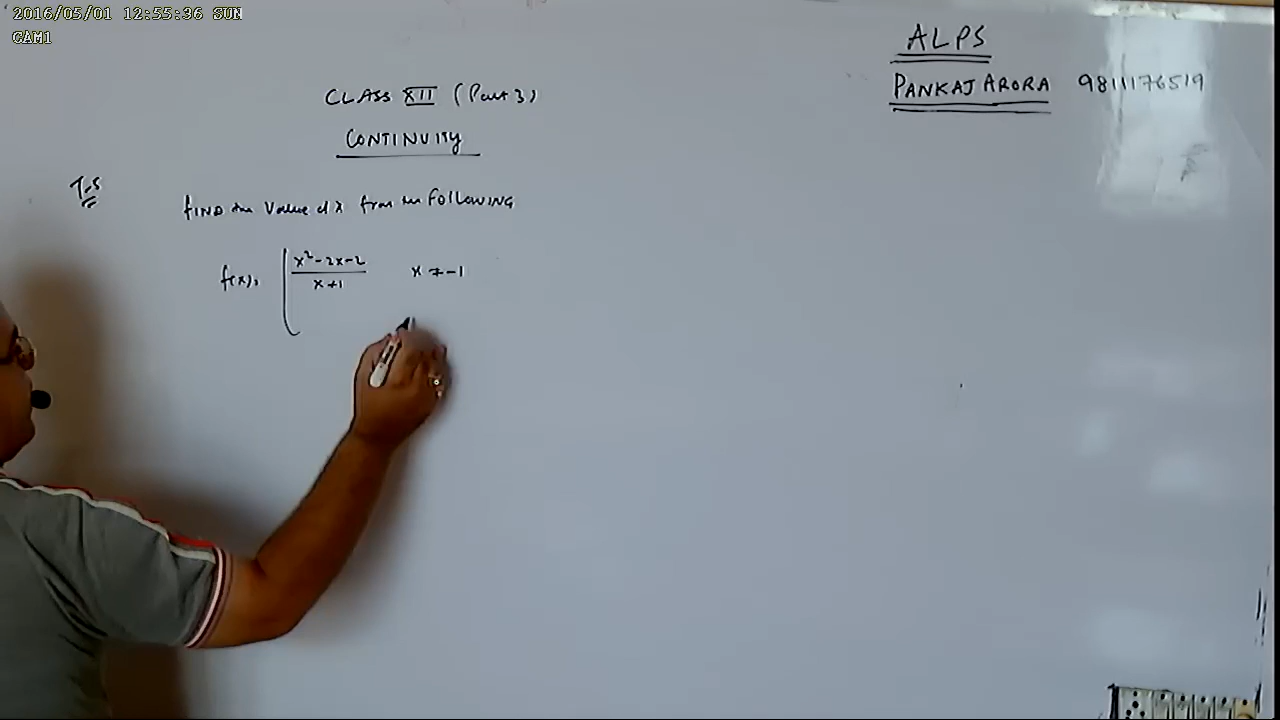 2016/05/01 12:55:36 SUN
CAM1
ALPS
PANKAJ ARORA 9811176519
CLASS XII (Part 3)
CONTINUITY
FIND the Value of λ from the FOLLOWING
f(x) = x²-2x-2 / x+1 x ≠ -1